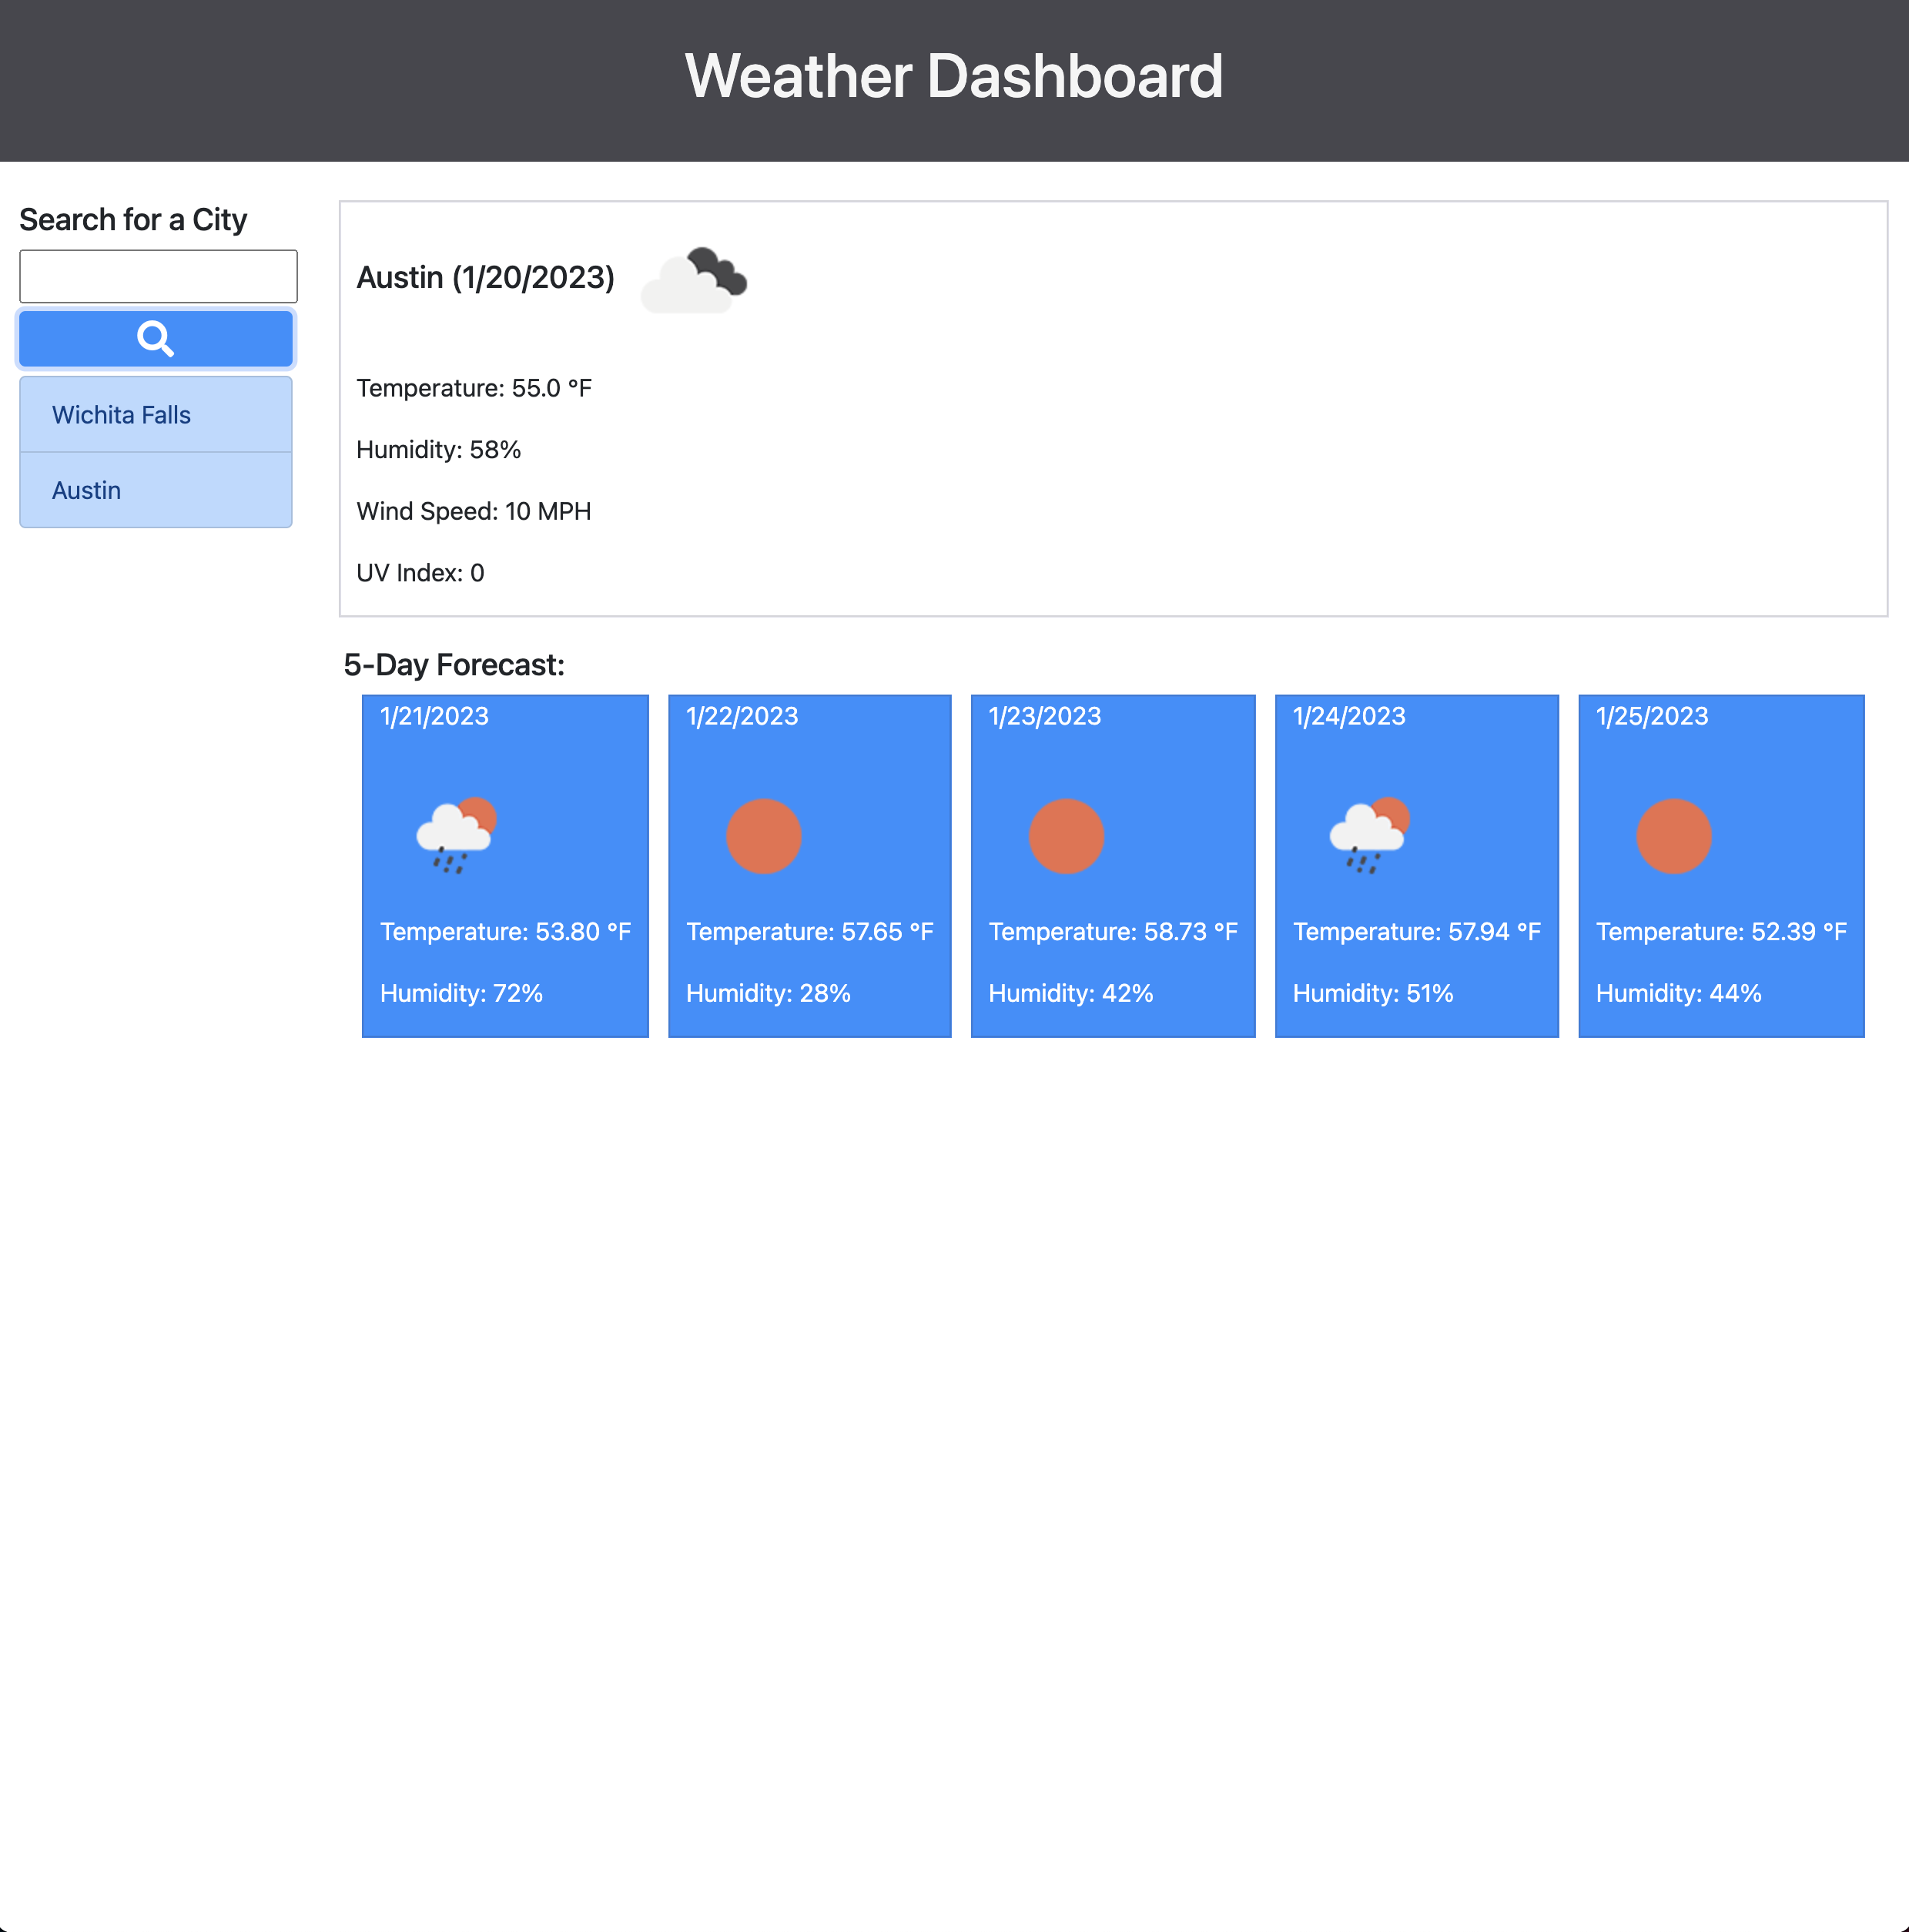 Weather Dashboard
Search for a City
Wichita Falls
Austin
Austin (1/20/2023)
Temperature: 55.0 °F
Humidity: 58%
Wind Speed: 10 MPH
UV Index: 0
5-Day Forecast:
1/21/2023
Temperature: 53.80 °F
Humidity: 72%
1/22/2023
Temperature: 57.65 °F
Humidity: 28%
1/23/2023
Temperature: 58.73 °F
Humidity: 42%
1/24/2023
Temperature: 57.94 °F
Humidity: 51%
1/25/2023
Temperature: 52.39 °F
Humidity: 44%